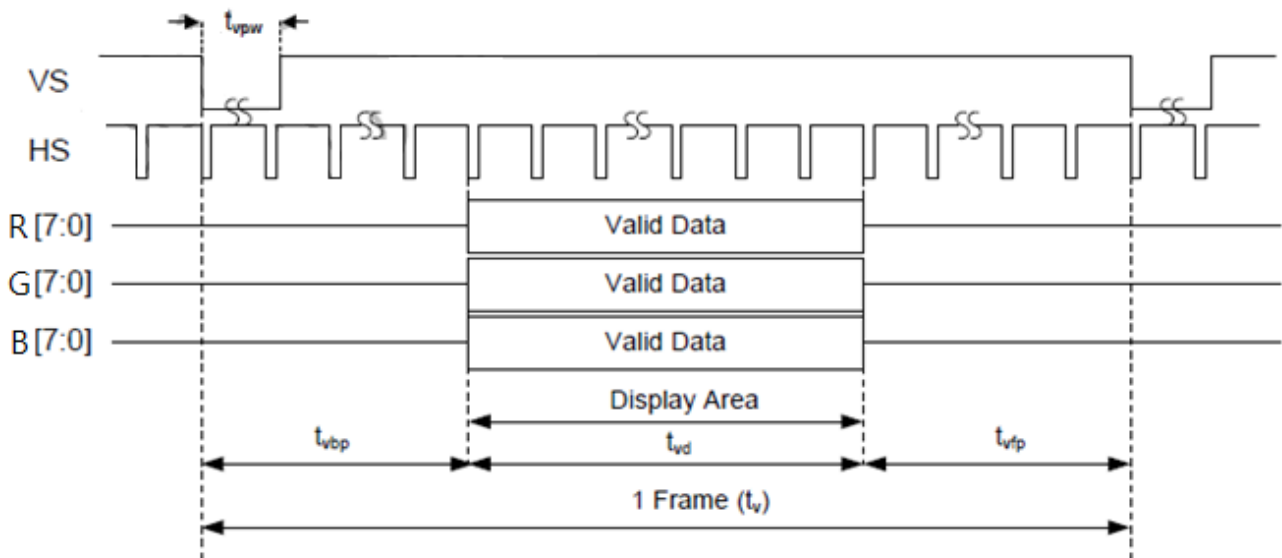 tvpw
VS
HS
R [7:0] Valid Data
G[7:0] Valid Data
B [7:0] Valid Data
Display Area
tvbp tvd tvfp
1 Frame (tv)